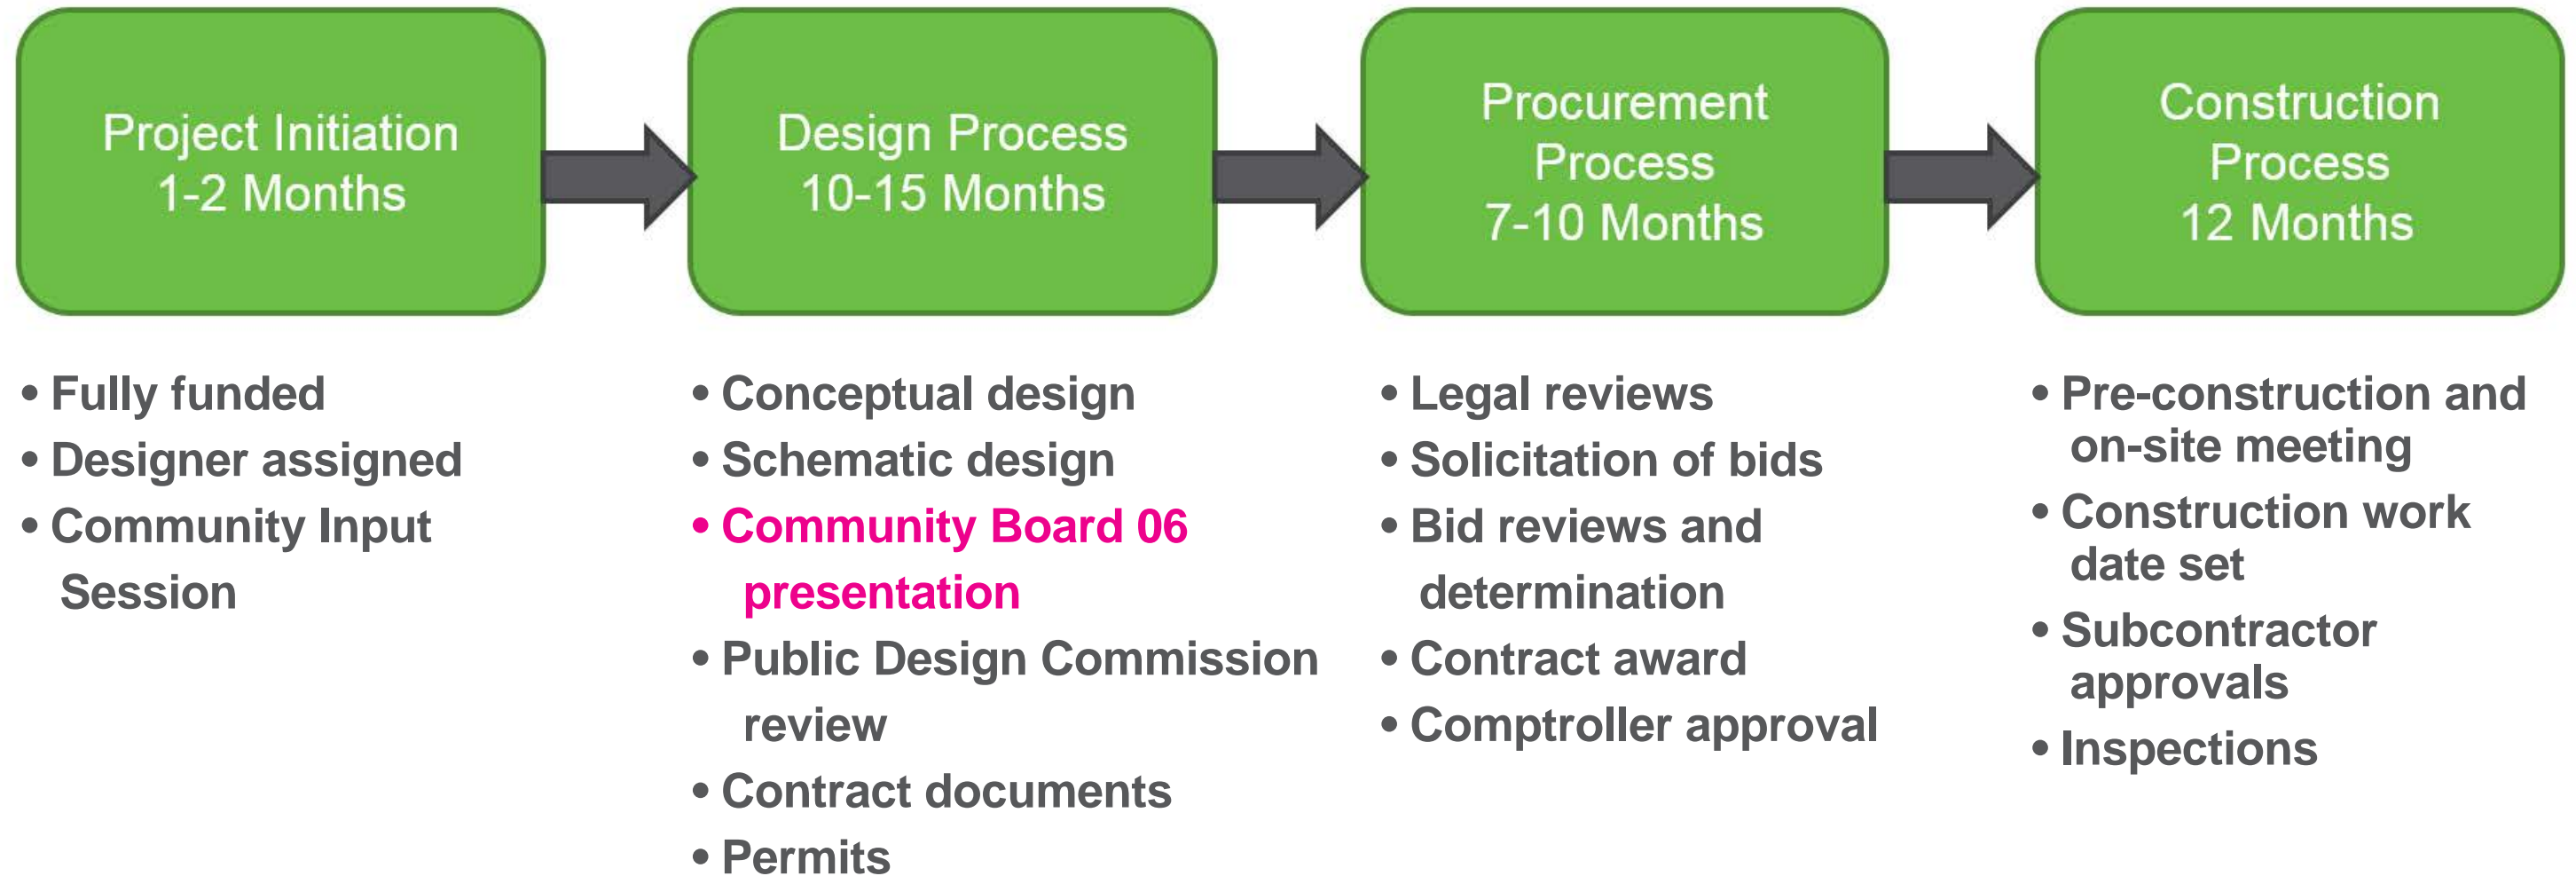 Project Initiation
1-2 Months
Design Process
10-15 Months
Procurement
Process
7-10 Months
Construction
Process
12 Months
• Fully funded
• Designer assigned
• Community Input
Session
• Conceptual design
• Schematic design
• Community Board 06
presentation
• Public Design Commission
review
• Contract documents
• Permits
• Legal reviews
• Solicitation of bids
• Bid reviews and
determination
• Contract award
• Comptroller approval
• Pre-construction and
on-site meeting
• Construction work
date set
• Subcontractor
approvals
• Inspections